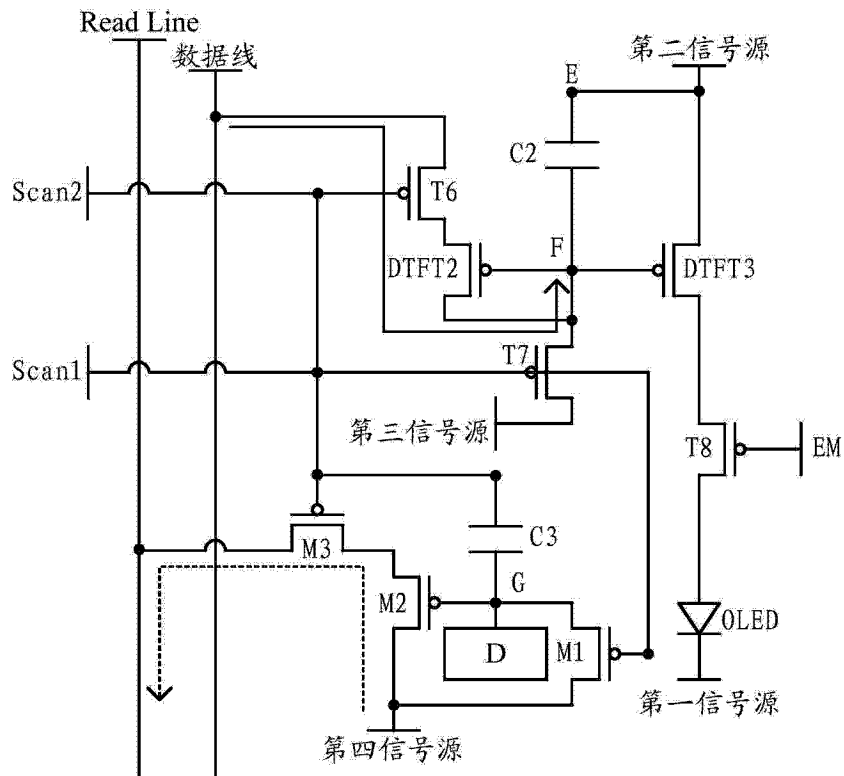 Read Line
数据线
第二信号源
E
C2
Scan2
T6
F
DTFT2
DTFT3
T7
Scan1
第三信号源
T8
EM
C3
M3
G
M2
D
M1
OLED
第一信号源
第四信号源